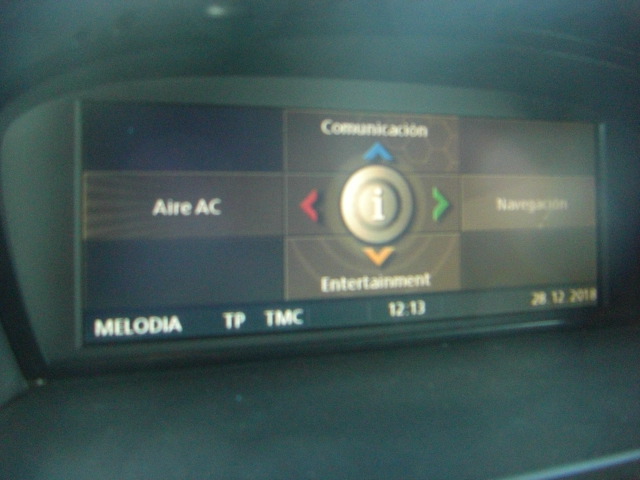 Comunicación
Aire AC
i
Navegación
Entertainment
MELODIA TP TMC 12:13 28.12.2018